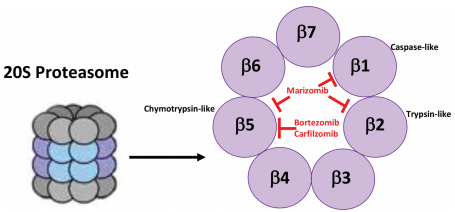 β7
β6
β1
Caspase-like
20S Proteasome
Marizomib
Chymotrypsin-like
Trypsin-like
β5
Bortezomib
Carfilzomib
β2
β4
β3